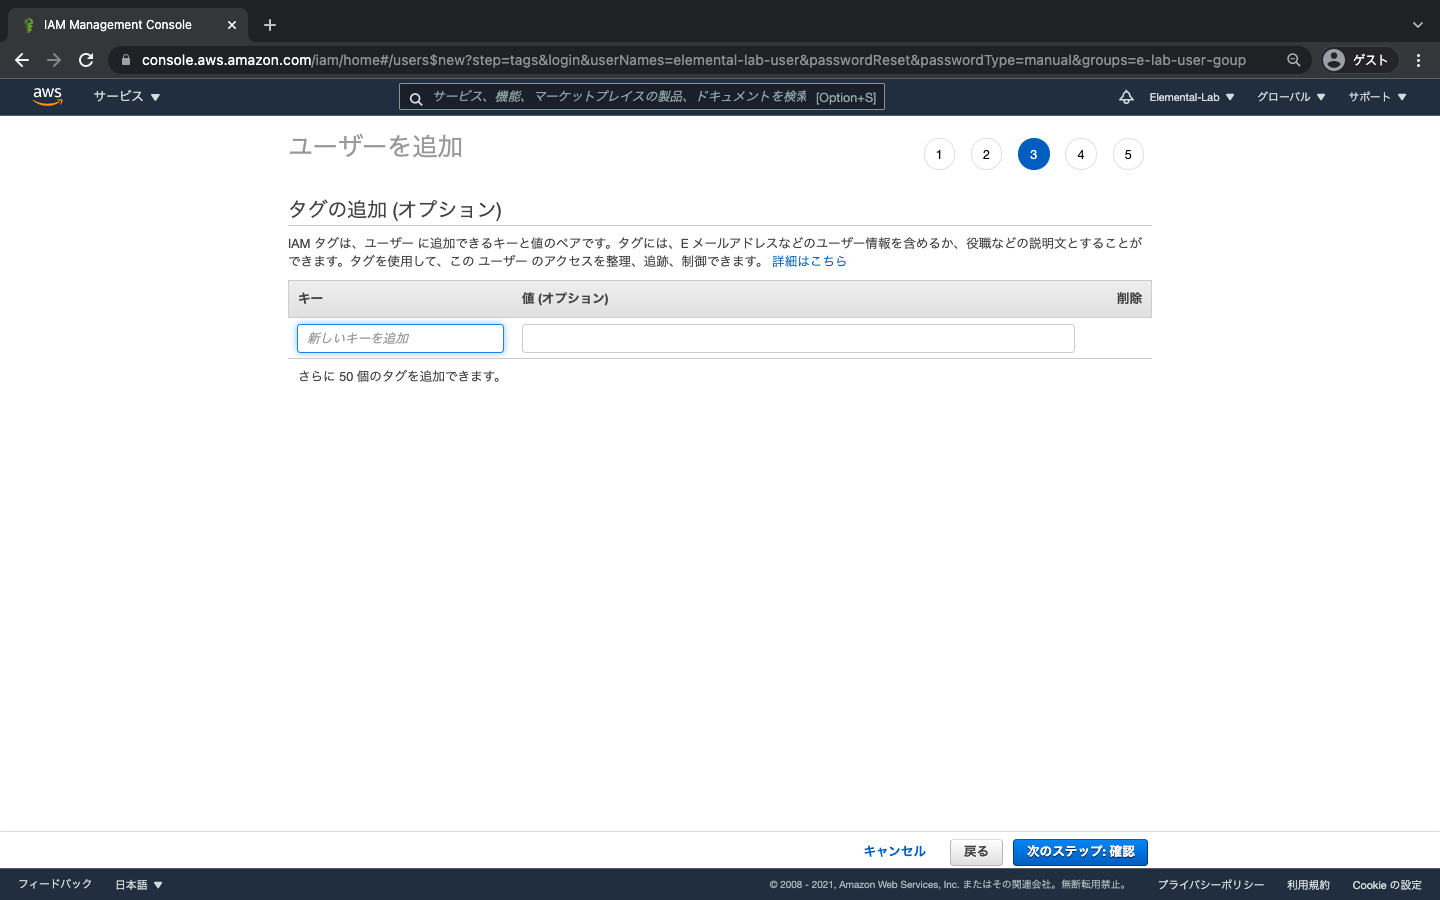 IAM Management Console
console.aws.amazon.com/iam/home#/users$new?step=tags&login&userNames=elemental-lab-user&passwordReset&passwordType=manual&groups=e-lab-user-goup
ゲスト
aws
サービス
サービス、機能、マーケットプレイスの製品、ドキュメントを検索 [Option+S]
Elemental-Lab
グローバル
サポート
ユーザーを追加
1 2 3 4 5
タグの追加 (オプション)
IAM タグは、ユーザー に追加できるキーと値のペアです。タグには、E メールアドレスなどのユーザー情報を含めるか、役職などの説明文とすることが
できます。タグを使用して、この ユーザー のアクセスを整理、追跡、制御できます。 詳細はこちら
キー 値 (オプション) 削除
新しいキーを追加
さらに 50 個のタグを追加できます。
キャンセル 戻る 次のステップ: 確認
フィードバック 日本語 © 2008 - 2021, Amazon Web Services, Inc. またはその関連会社。無断転用禁止。 プライバシーポリシー 利用規約 Cookie の設定